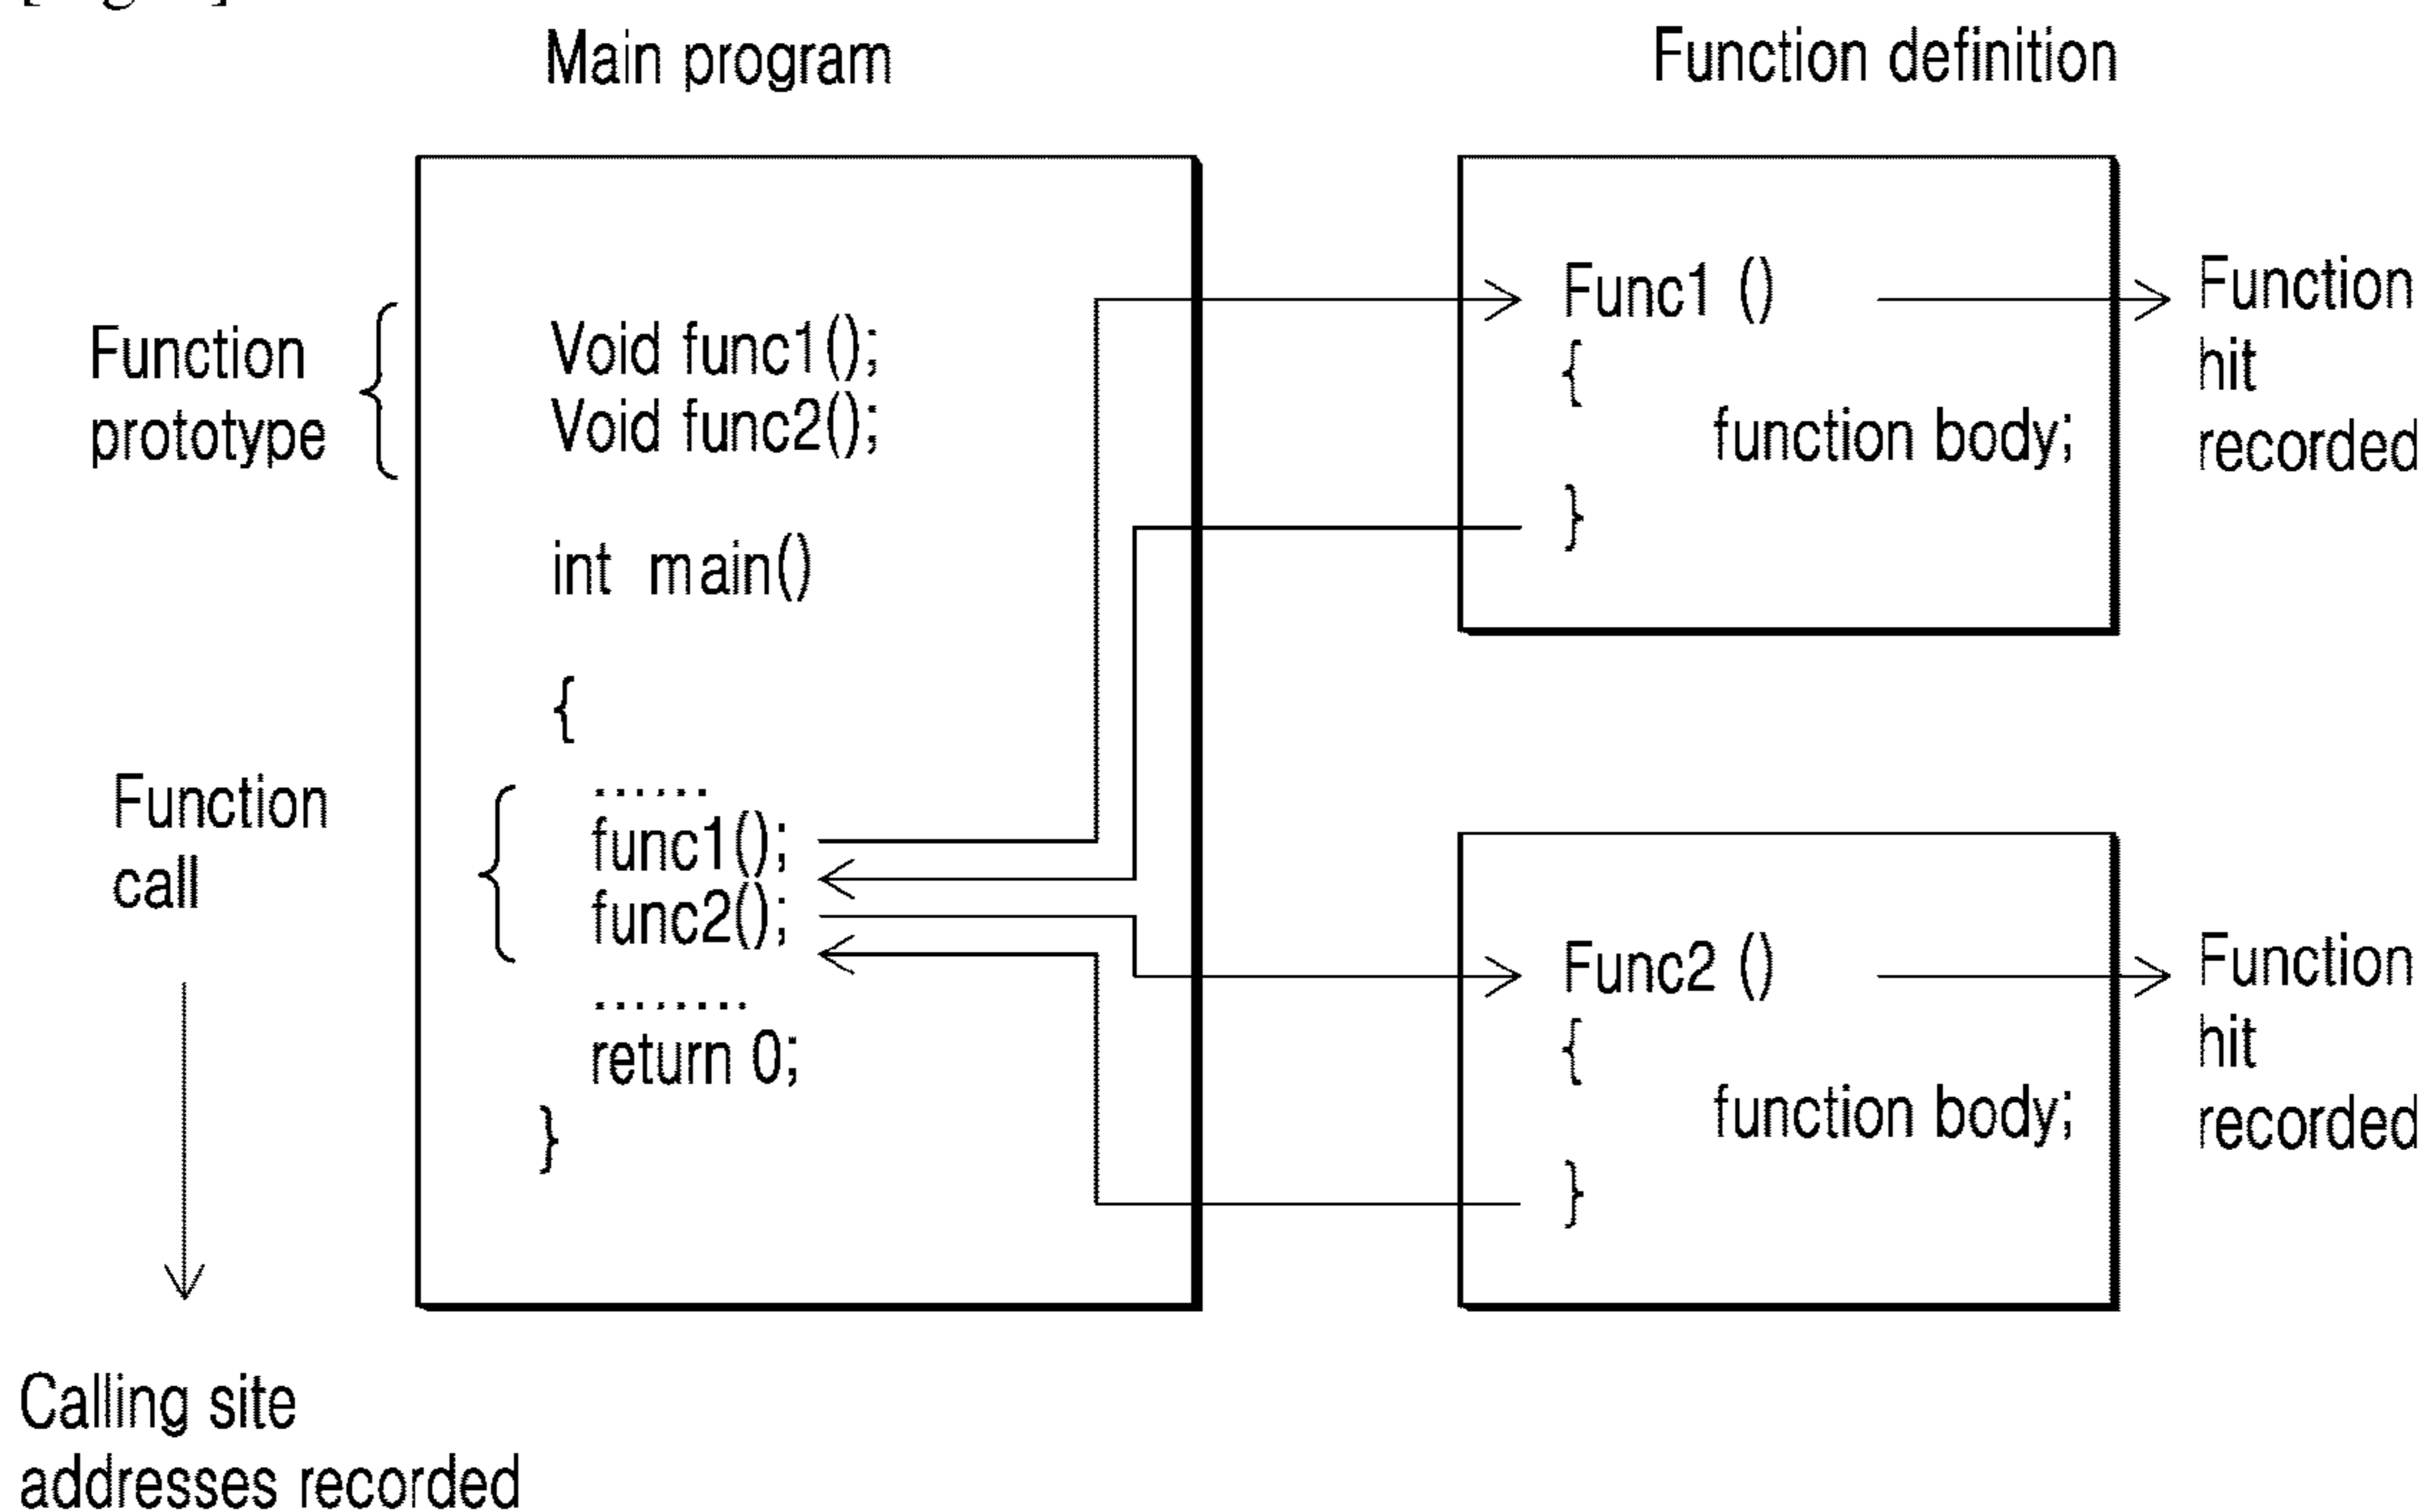 Main program
Function definition
Function
prototype
Void func1();
Void func2();
int main()
{
......
func1();
func2();
........
return 0;
}
Function
call
Calling site
addresses recorded
Func1 ()
{
function body;
}
Function
hit
recorded
Func2 ()
{
function body;
}
Function
hit
recorded